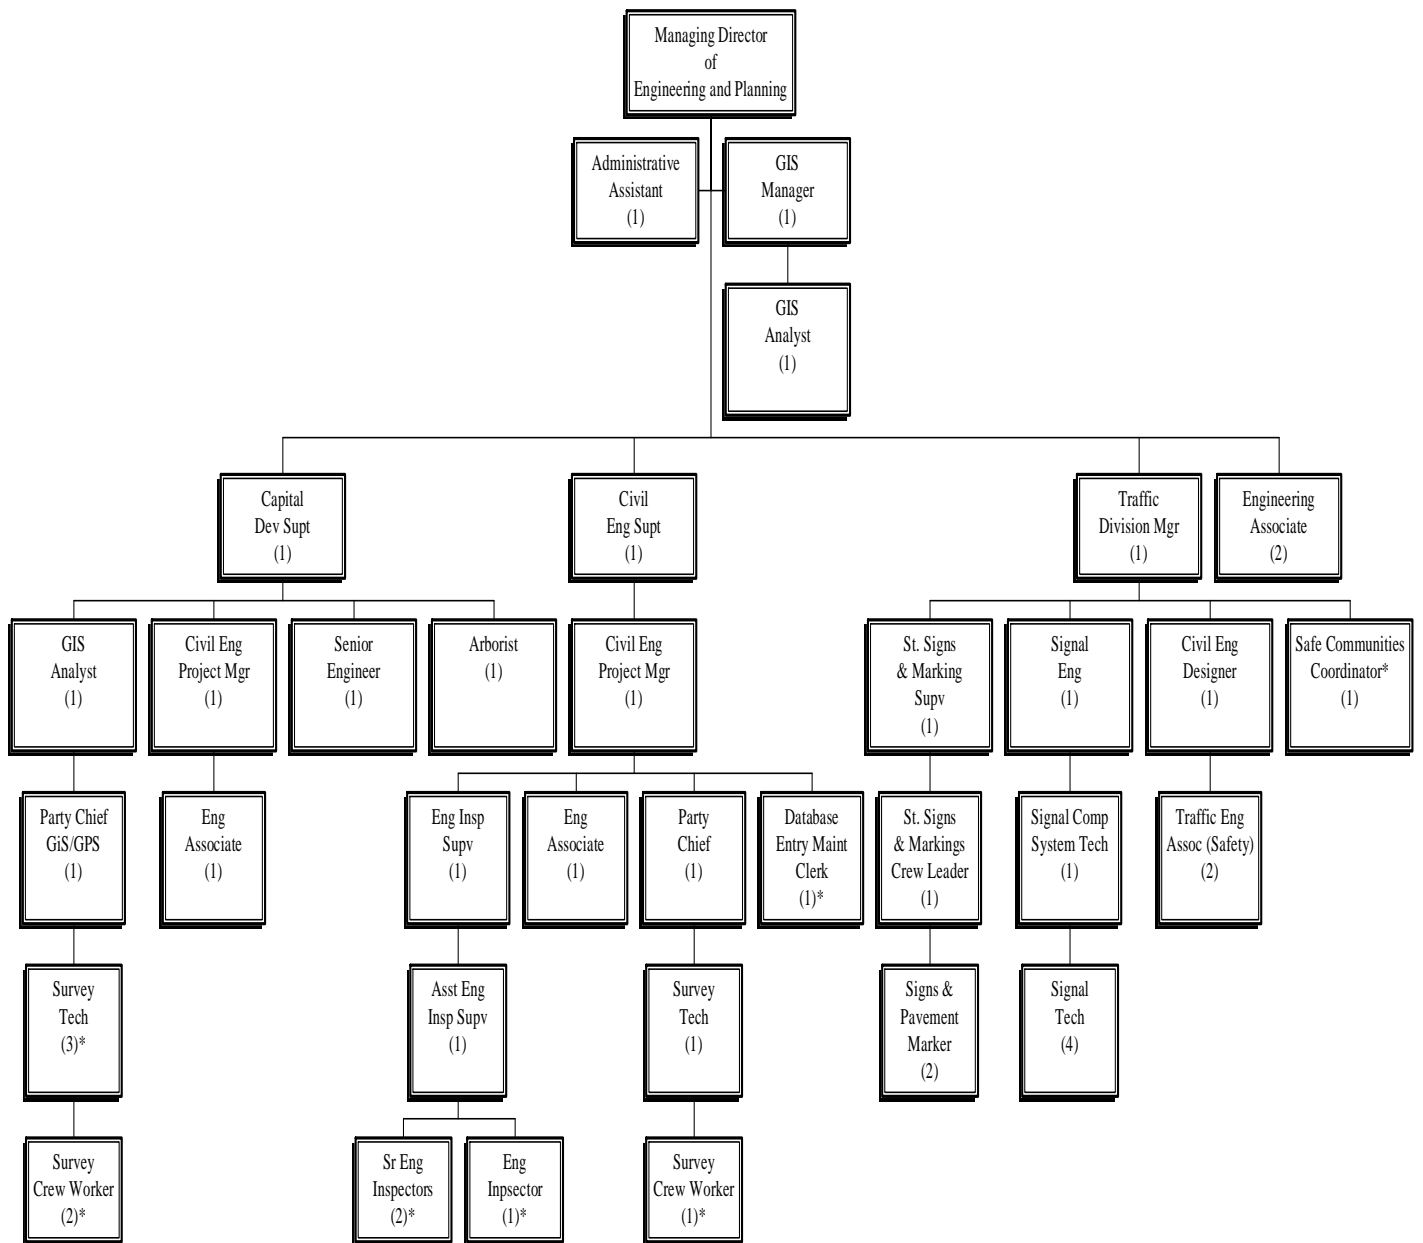 Managing Director
of
Engineering and Planning
Administrative
Assistant
(1)
GIS
Manager
(1)
GIS
Analyst
(1)
Capital
Dev Supt
(1)
Civil
Eng Supt
(1)
Traffic
Division Mgr
(1)
Engineering
Associate
(2)
GIS
Analyst
(1)
Civil Eng
Project Mgr
(1)
Senior
Engineer
(1)
Arborist
(1)
Civil Eng
Project Mgr
(1)
St. Signs
& Marking
Supv
(1)
Signal
Eng
(1)
Civil Eng
Designer
(1)
Safe Communities
Coordinator*
(1)
Party Chief
GiS/GPS
(1)
Eng
Associate
(1)
Eng Insp
Supv
(1)
Eng
Associate
(1)
Party
Chief
(1)
Database
Entry Maint
Clerk
(1)*
St. Signs
& Markings
Crew Leader
(1)
Signal Comp
System Tech
(1)
Traffic Eng
Assoc (Safety)
(2)
Survey
Tech
(3)*
Asst Eng
Insp Supv
(1)
Survey
Tech
(1)
Signs &
Pavement
Marker
(2)
Signal
Tech
(4)
Survey
Crew Worker
(2)*
Sr Eng
Inspectors
(2)*
Eng
Inpsector
(1)*
Survey
Crew Worker
(1)*